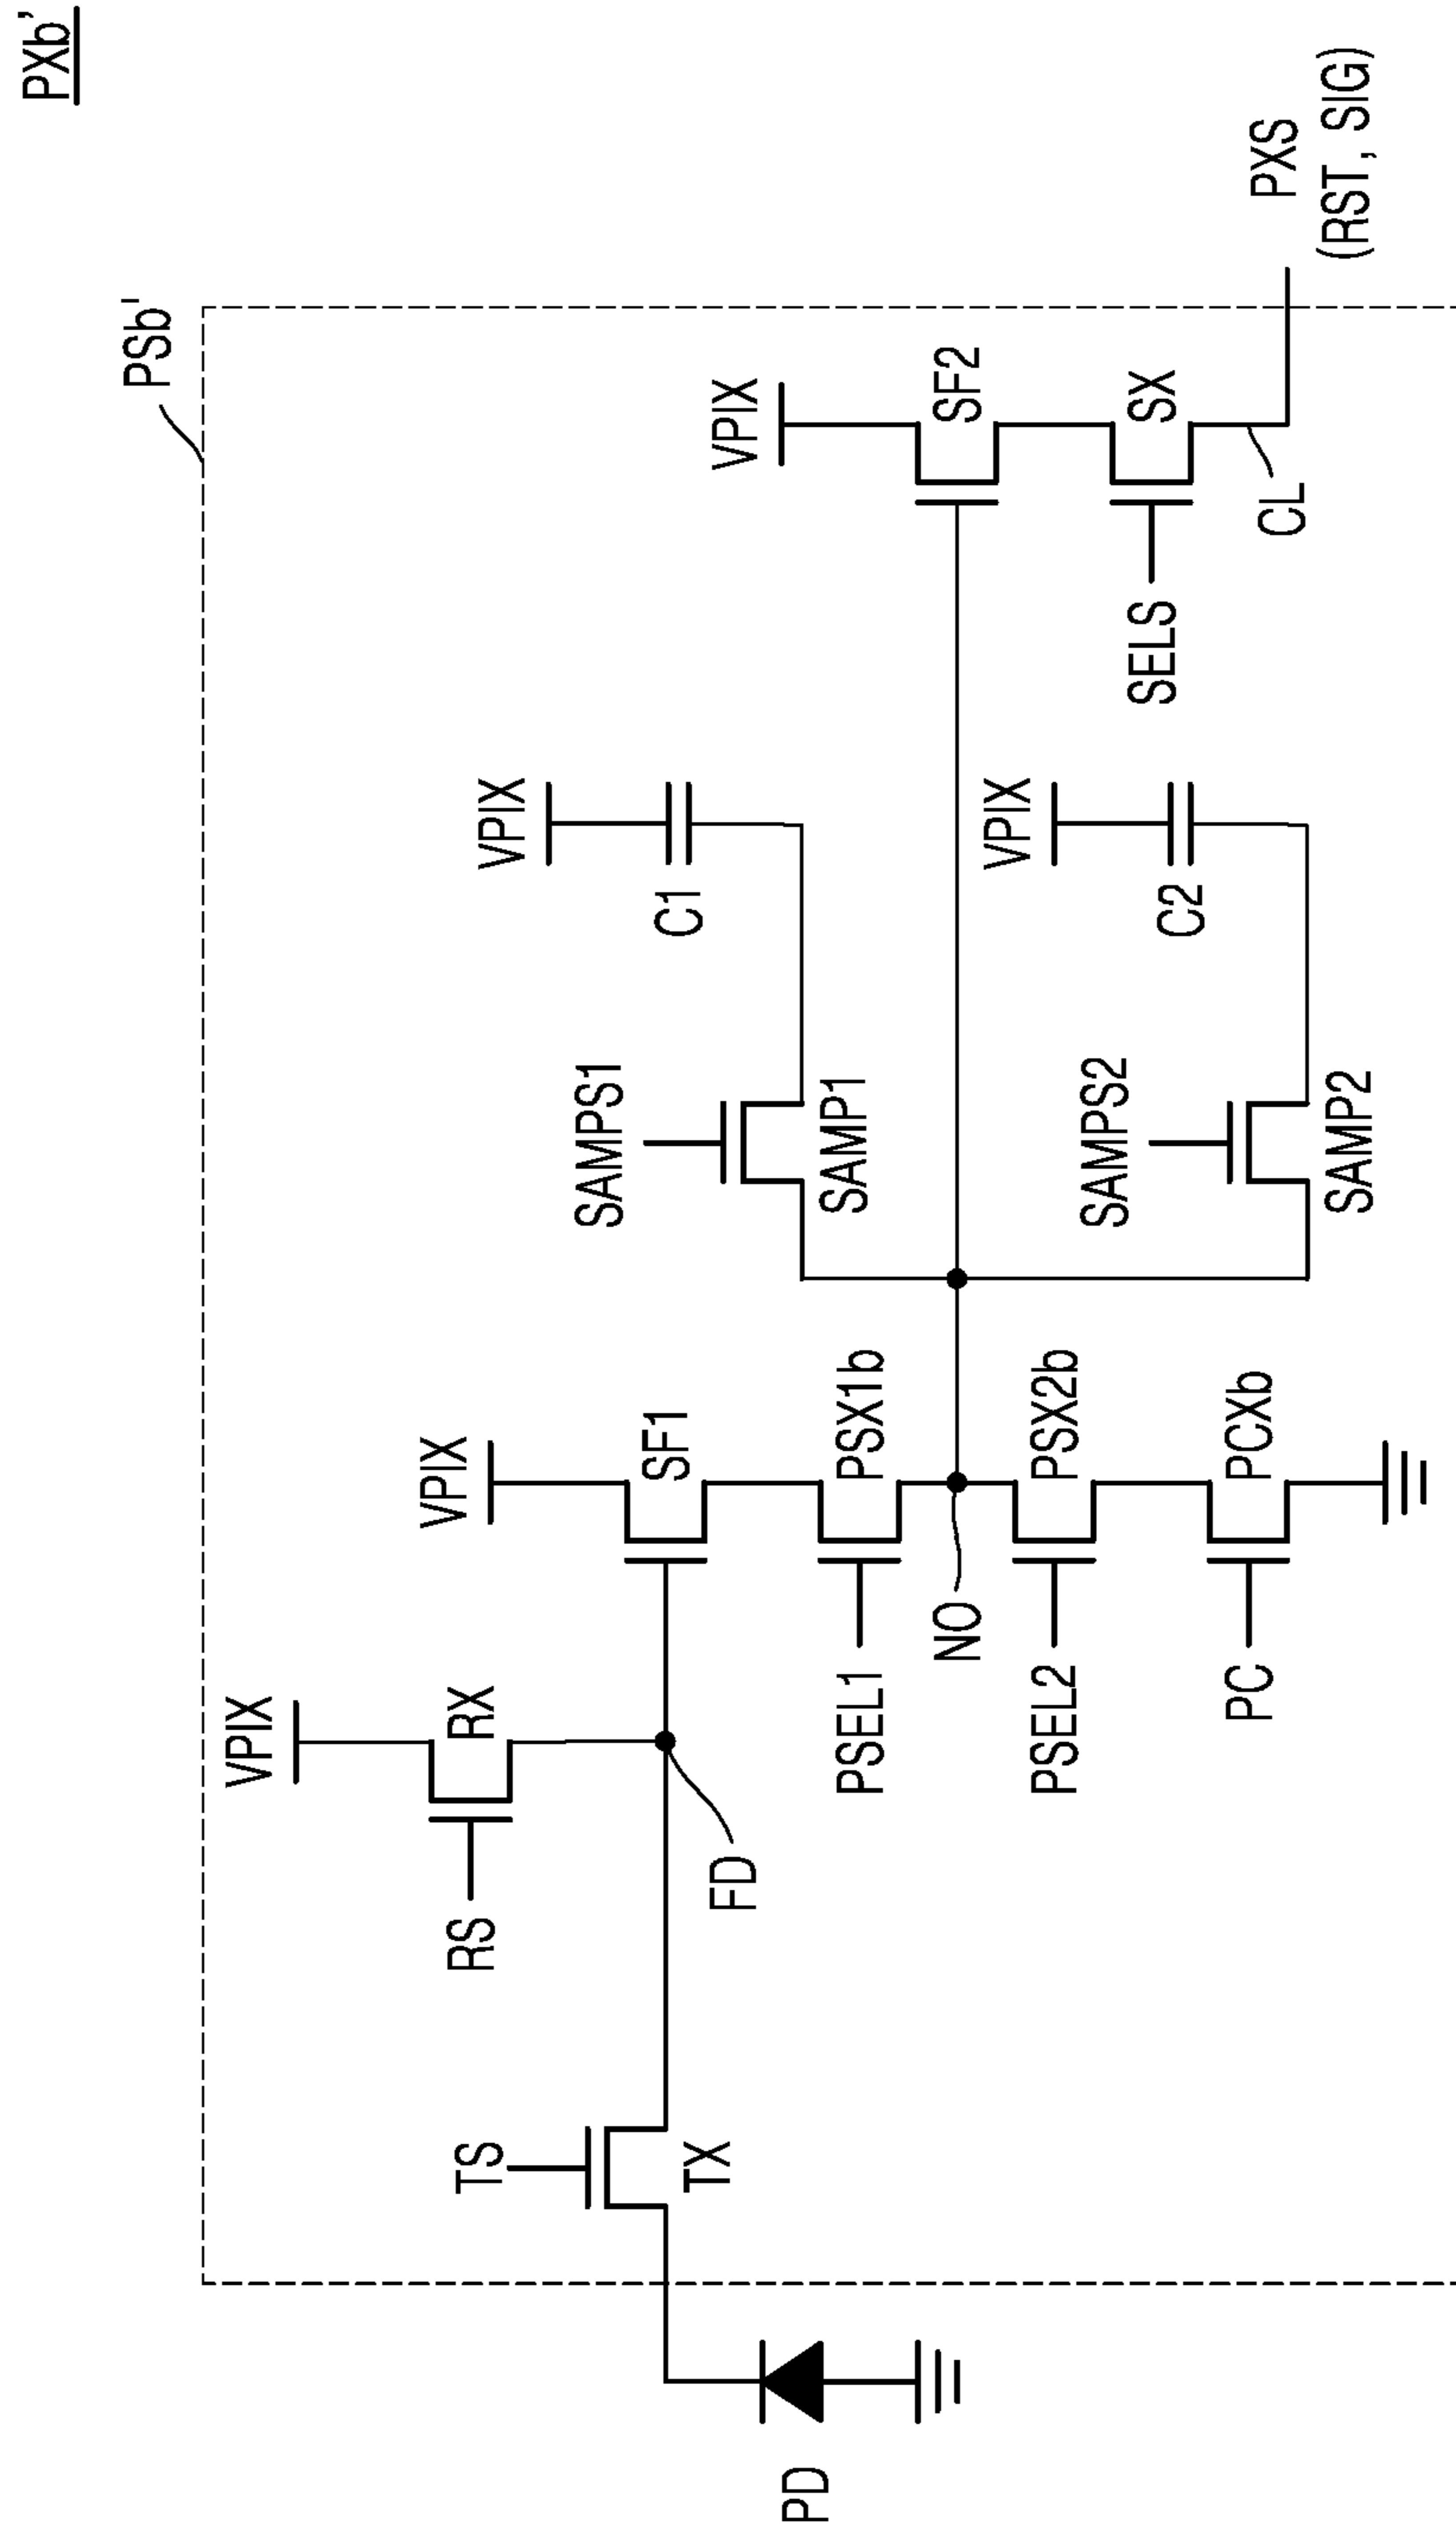 PXb'
PSb'
VPIX
RX
RS
TS
TX
FD
PD
VPIX
SF1
PSX1b
PSEL1
NO
PSX2b
PSEL2
PCXb
PC
VPIX
C1
SAMPS1
SAMP1
VPIX
C2
SAMPS2
SAMP2
VPIX
SF2
SX
SELS
CL
PXS
(RST, SIG)